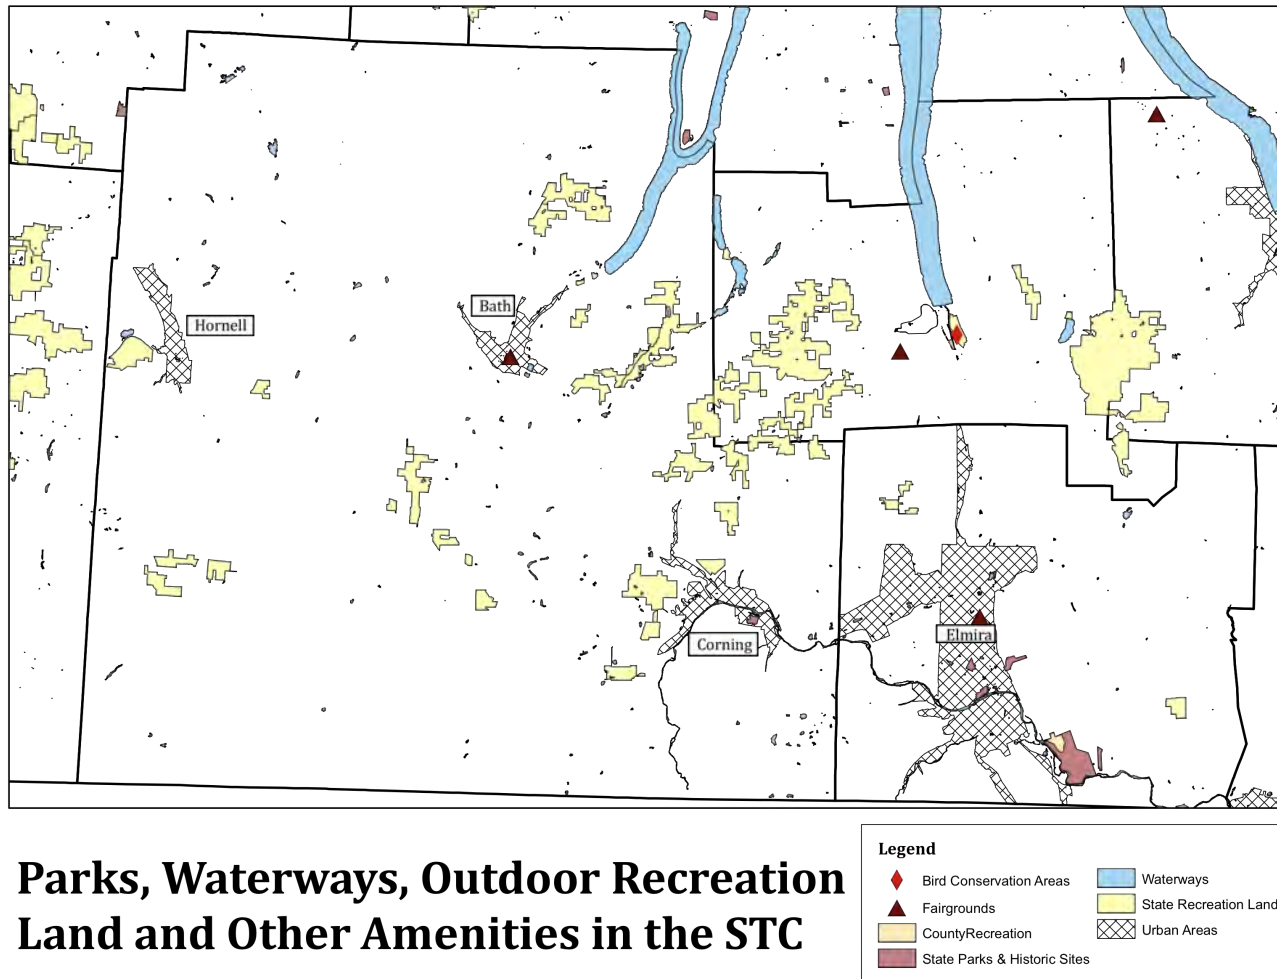 Bath
Hornell
Corning
Elmira
Parks, Waterways, Outdoor Recreation
Land and Other Amenities in the STC
Legend
Bird Conservation Areas
Fairgrounds
CountyRecreation
State Parks & Historic Sites
Waterways
State Recreation Land
Urban Areas